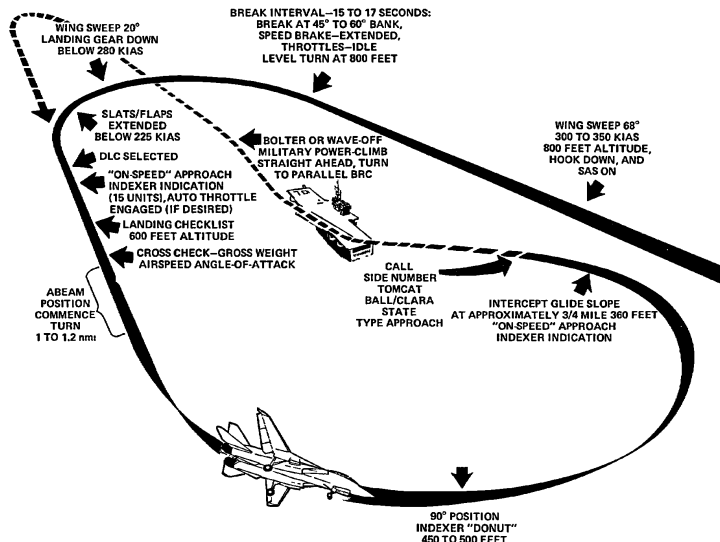 BREAK INTERVAL—15 TO 17 SECONDS:
BREAK AT 45° TO 60° BANK,
SPEED BRAKE—EXTENDED,
THROTTLES—IDLE
LEVEL TURN AT 800 FEET
WING SWEEP 20°
LANDING GEAR DOWN
BELOW 280 KIAS
SLATS/FLAPS
EXTENDED
BELOW 225 KIAS
DLC SELECTED
"ON-SPEED" APPROACH
INDEXER INDICATION
(15 UNITS), AUTO THROTTLE
ENGAGED (IF DESIRED)
LANDING CHECKLIST
600 FEET ALTITUDE
CROSS CHECK—GROSS WEIGHT
AIRSPEED ANGLE-OF-ATTACK
ABEAM
POSITION
COMMENCE
TURN
1 TO 1.2 nmi
BOLTER OR WAVE-OFF
MILITARY POWER-CLIMB
STRAIGHT AHEAD, TURN
TO PARALLEL BRC
WING SWEEP 68°
300 TO 350 KIAS
800 FEET ALTITUDE,
HOOK DOWN, AND
SAS ON
CALL
SIDE NUMBER
TOMCAT
BALL/CLARA
STATE
TYPE APPROACH
INTERCEPT GLIDE SLOPE
AT APPROXIMATELY 3/4 MILE 360 FEET
"ON-SPEED" APPROACH
INDEXER INDICATION
90° POSITION
INDEXER "DONUT"
450 TO 500 FEET